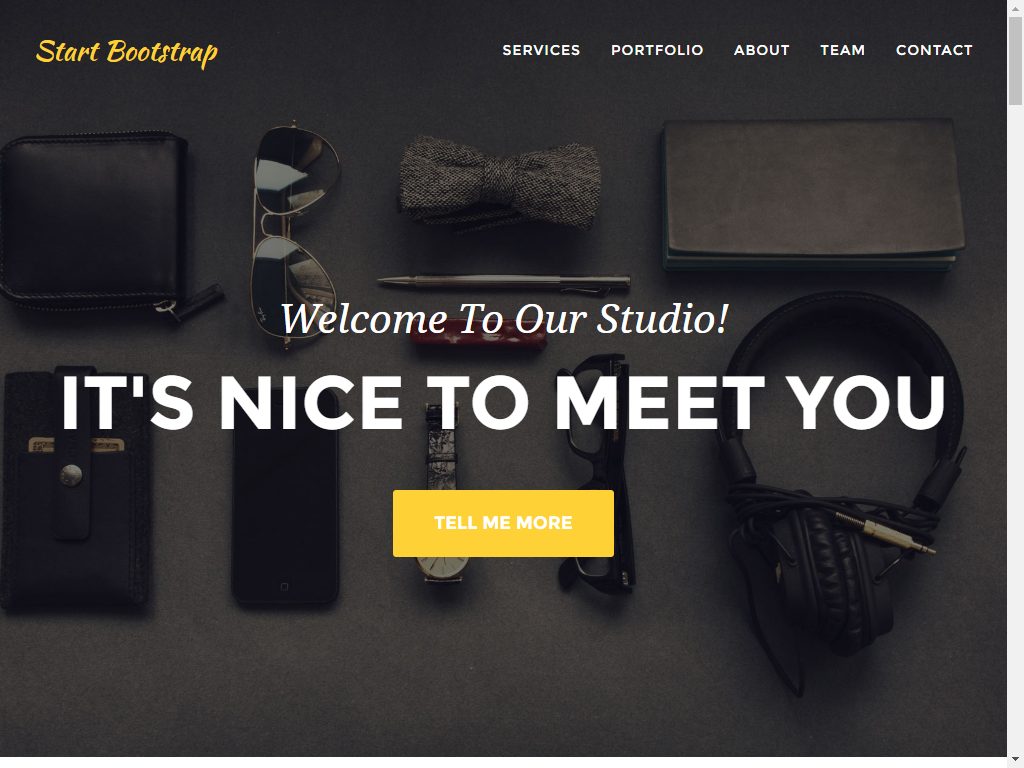 Start Bootstrap
SERVICES PORTFOLIO ABOUT TEAM CONTACT
Welcome To Our Studio!
IT'S NICE TO MEET YOU
TELL ME MORE